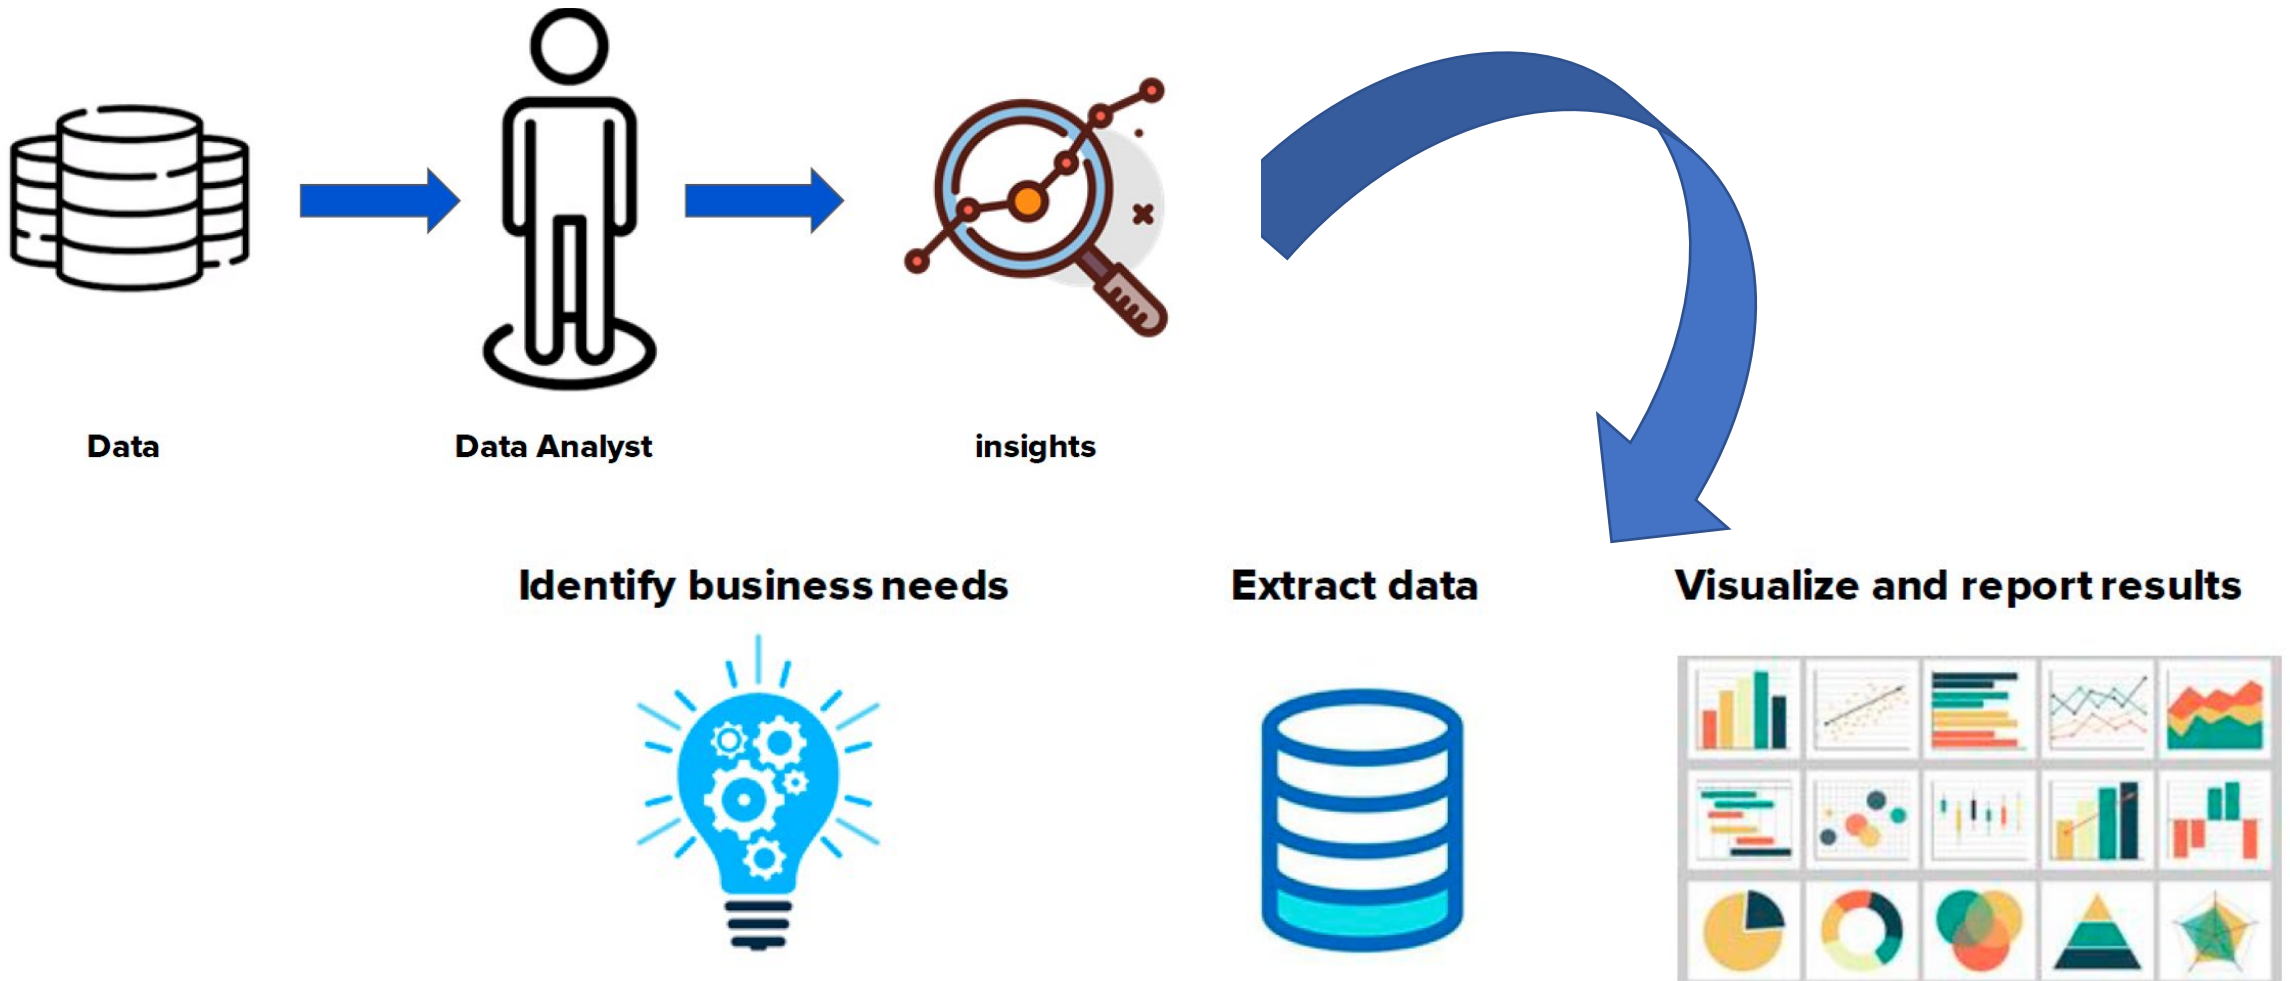 Data
Data Analyst
insights
Identify business needs
Extract data
Visualize and report results